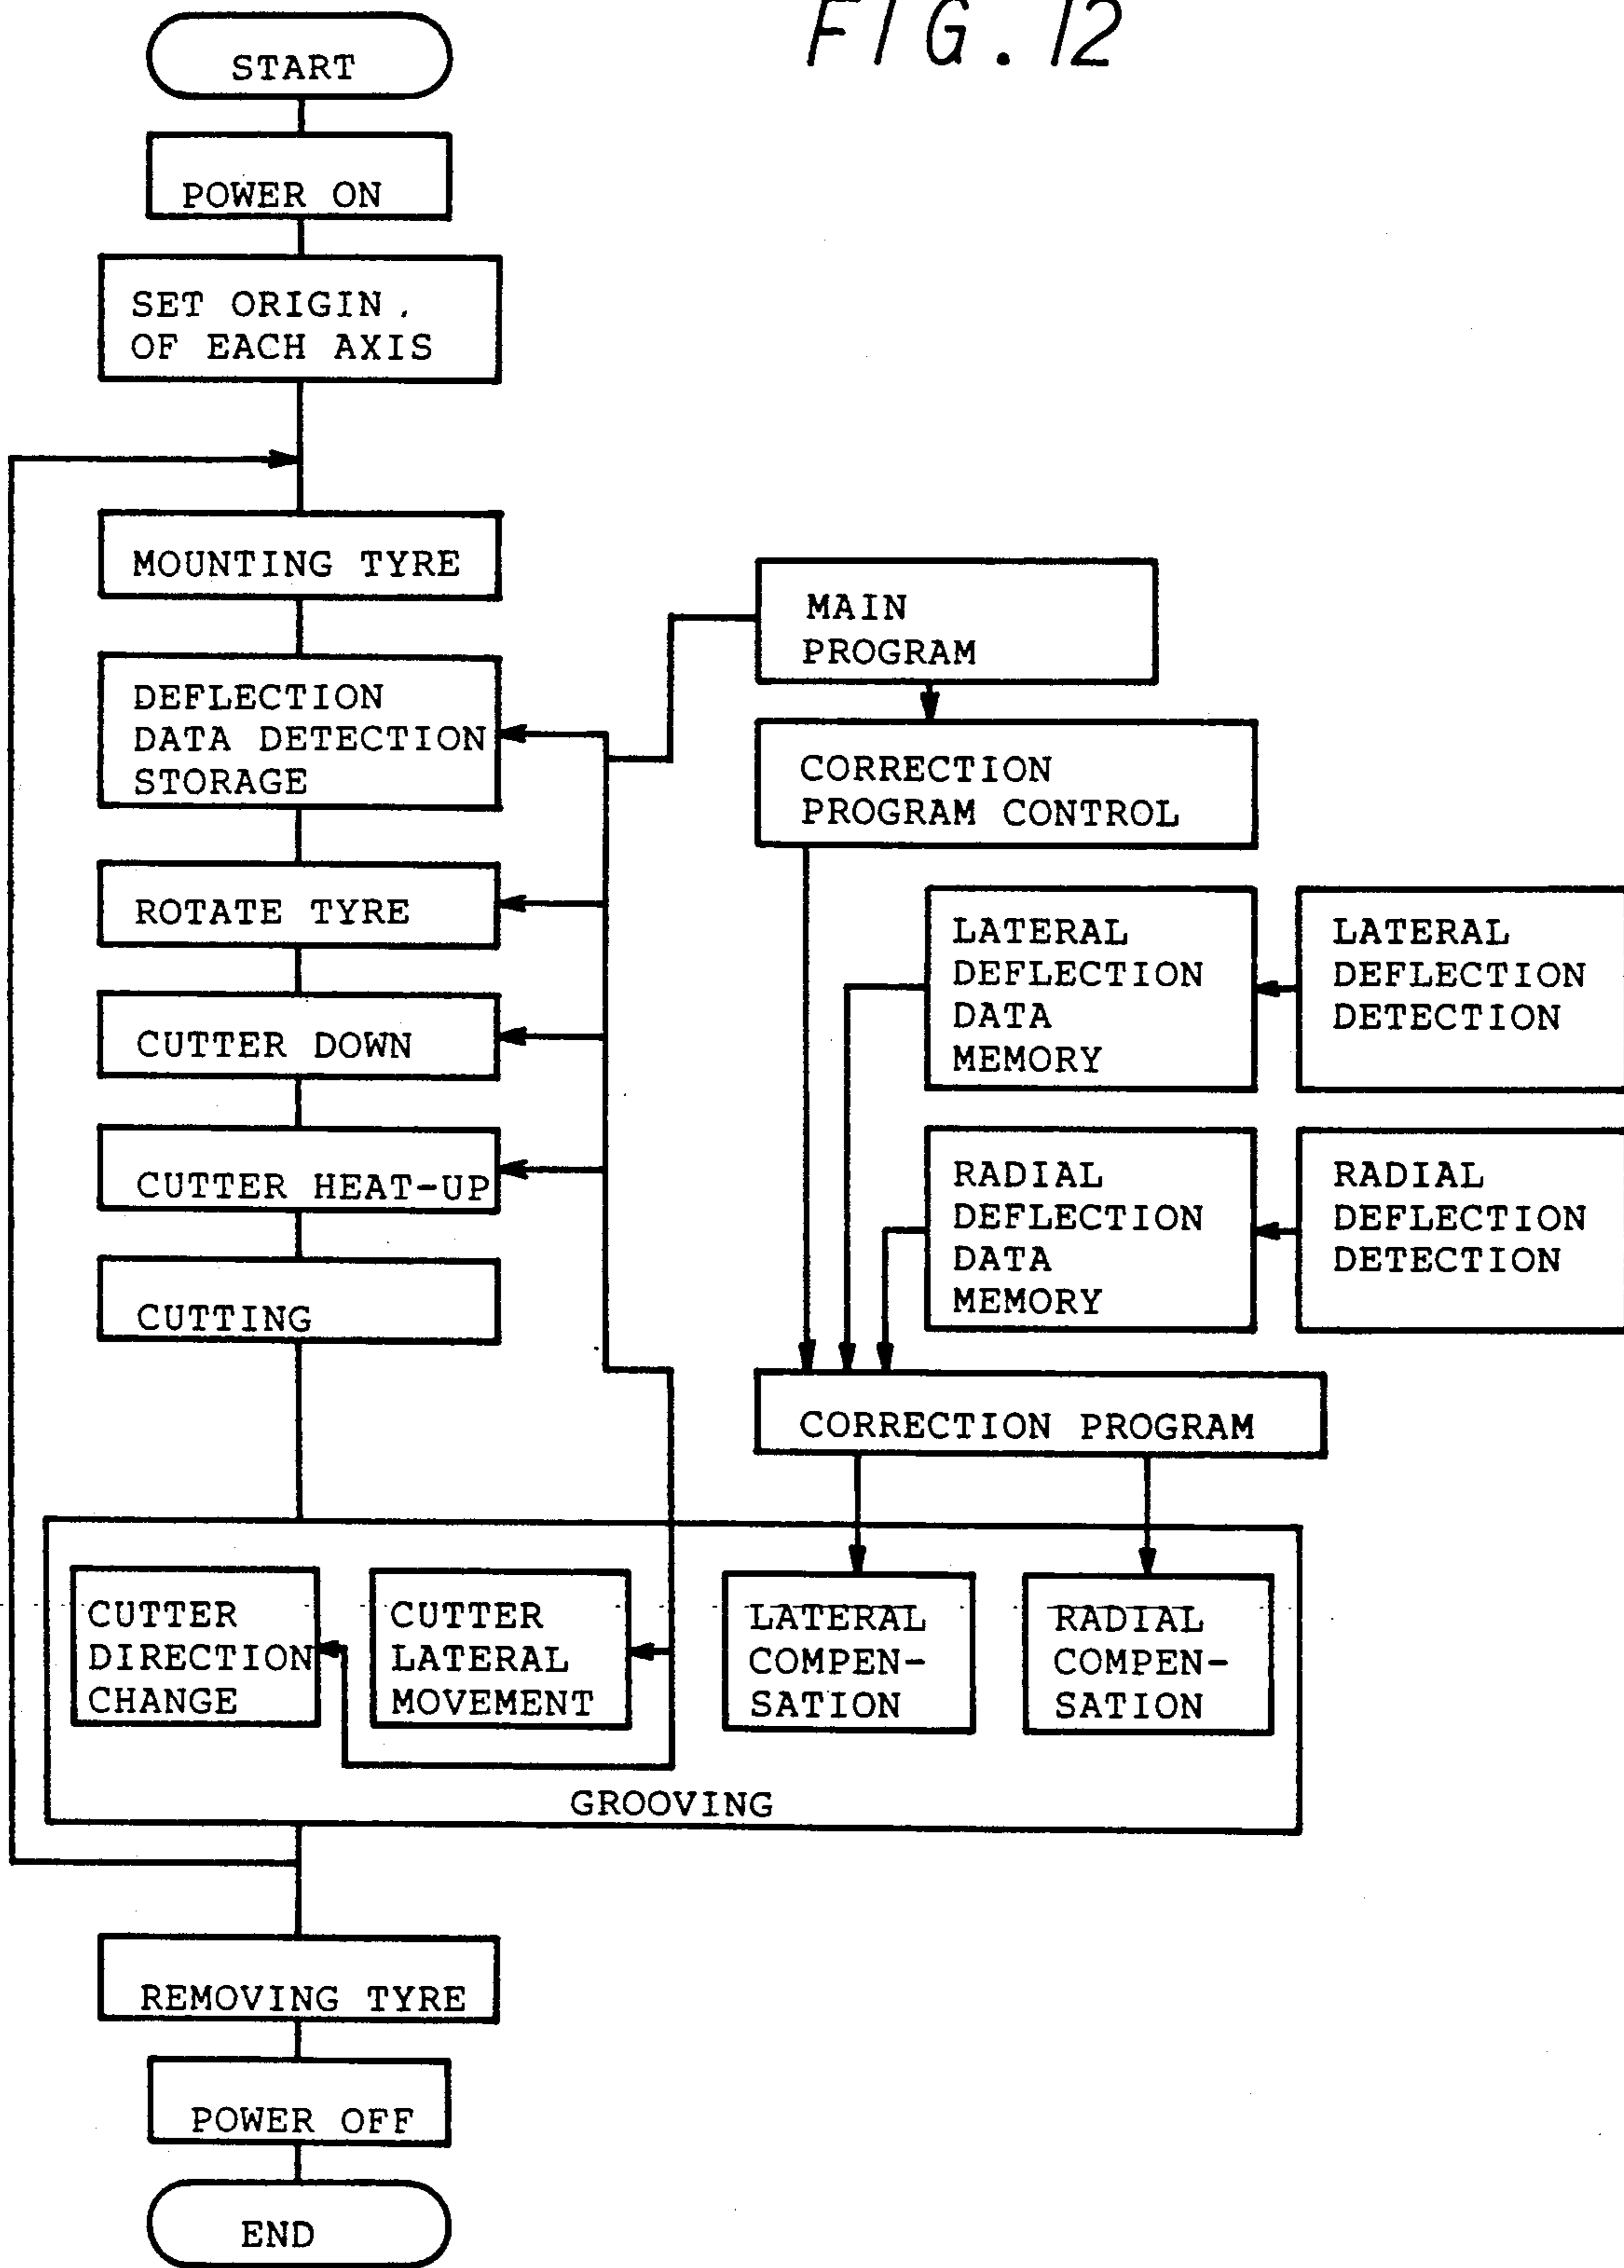 FIG. 12
START
POWER ON
SET ORIGIN
OF EACH AXIS
MOUNTING TYRE
DEFLECTION
DATA DETECTION
STORAGE
ROTATE TYRE
CUTTER DOWN
CUTTER HEAT-UP
CUTTING
MAIN
PROGRAM
CORRECTION
PROGRAM CONTROL
LATERAL
DEFLECTION
DATA
MEMORY
LATERAL
DEFLECTION
DETECTION
RADIAL
DEFLECTION
DATA
MEMORY
RADIAL
DEFLECTION
DETECTION
CORRECTION PROGRAM
CUTTER
DIRECTION
CHANGE
CUTTER
LATERAL
MOVEMENT
LATERAL
COMPEN-
SATION
RADIAL
COMPEN-
SATION
GROOVING
REMOVING TYRE
POWER OFF
END